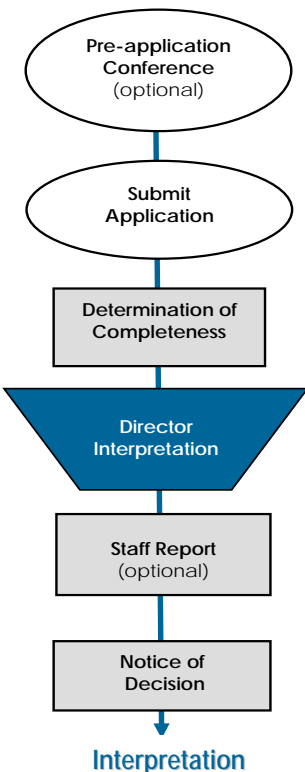 Pre-application
Conference
(optional)
Submit
Application
Determination of
Completeness
Director
Interpretation
Staff Report
(optional)
Notice of
Decision
Interpretation